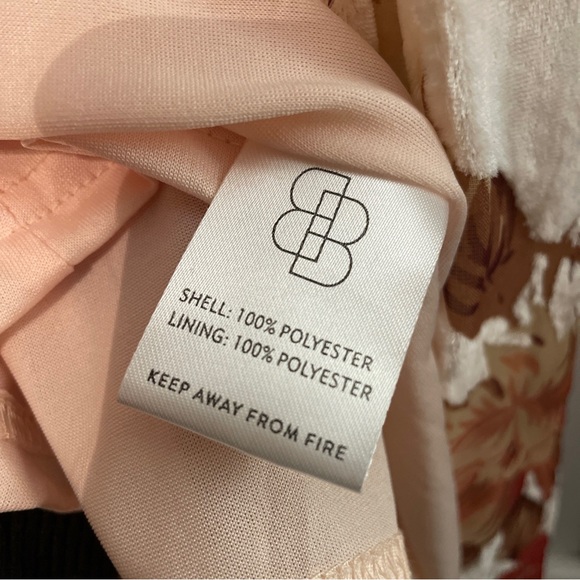 SHELL: 100% POLYESTER
LINING: 100% POLYESTER
KEEP AWAY FROM FIRE